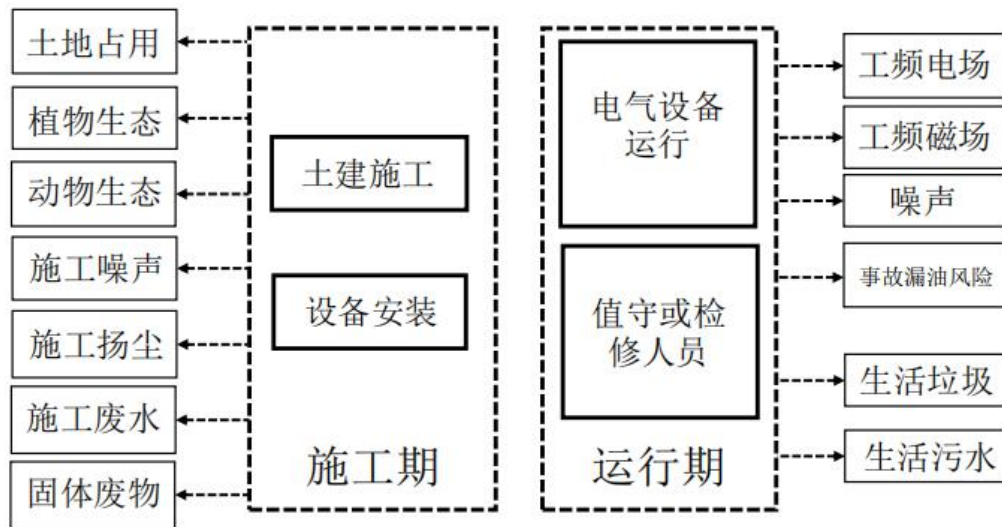 土地占用
植物生态
动物生态
施工噪声
施工扬尘
施工废水
固体废物
土建施工
设备安装
施工期
电气设备
运行
值守或检
修人员
运行期
工频电场
工频磁场
噪声
事故漏油风险
生活垃圾
生活污水